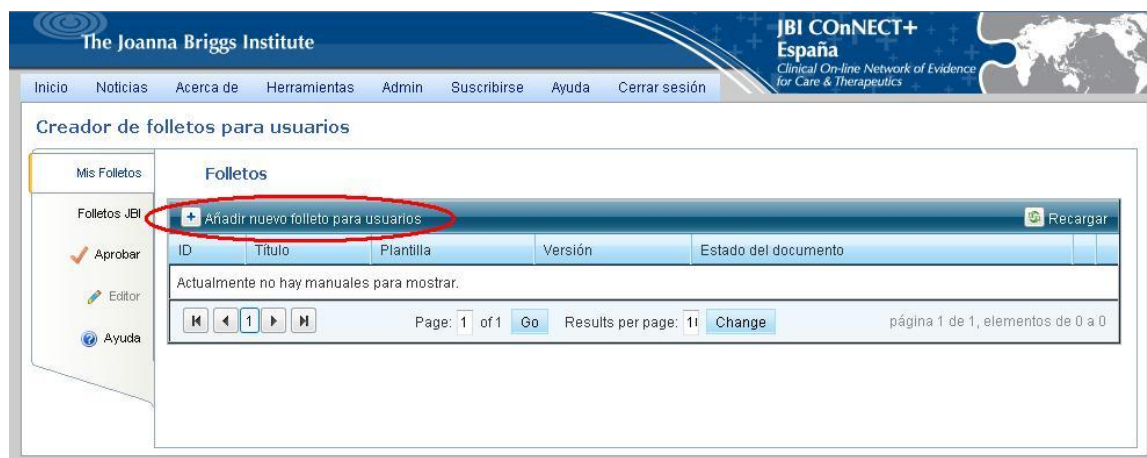 The Joanna Briggs Institute
JBI COnNECT+
España
Clinical On-line Network of Evidence
for Care & Therapeutics
Inicio Noticias Acerca de Herramientas Admin Suscribirse Ayuda Cerrar sesión
Creador de folletos para usuarios
Mis Folletos
Folletos JBI
Aprobar
Editor
Ayuda
Folletos
Añadir nuevo folleto para usuarios Recargar
ID Título Plantilla Versión Estado del documento
Actualmente no hay manuales para mostrar.
1 Page: 1 of 1 Go Results per page: Change página 1 de 1, elementos de 0 a 0